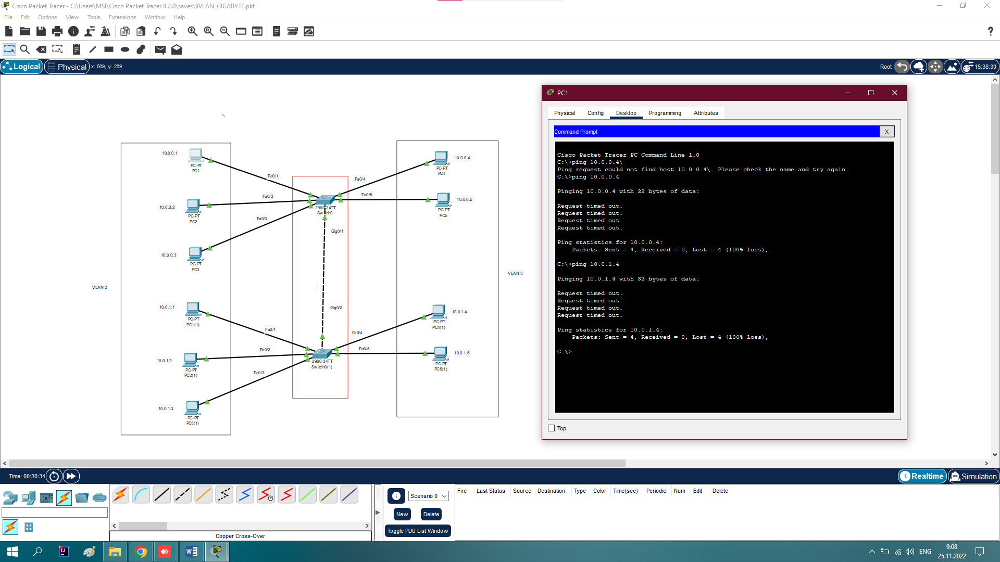 Cisco Packet Tracer - C:\Users\MSI\Cisco Packet Tracer 8.2.0\saves\9VLAN_GIGABYTE.pkt
File Edit Options View Tools Extensions Window Help
Logical Physical x: 569, y: 269 Root 15:38:30
10.0.0.1
PC-PT
PC1
Fa0/1
10.0.0.2
PC-PT
PC2
Fa0/2
10.0.0.3
PC-PT
PC3
Fa0/3
2960-24TT
Switch0
Gig0/1
Fa0/4
10.0.0.4
PC-PT
PC4
Fa0/5
10.0.0.5
PC-PT
PC5
VLAN 2
VLAN 3
10.0.1.1
PC-PT
PC1(1)
Fa0/1
10.0.1.2
PC-PT
PC2(1)
Fa0/2
10.0.1.3
PC-PT
PC3(1)
Fa0/3
Gig0/2
2960-24TT
Switch0(1)
Fa0/4
10.0.1.4
PC-PT
PC4(1)
Fa0/5
10.0.1.5
PC-PT
PC5(1)
PC1
Physical Config Desktop Programming Attributes
Command Prompt X
Cisco Packet Tracer PC Command Line 1.0
C:\>ping 10.0.0.4\
Ping request could not find host 10.0.0.4\. Please check the name and try again.
C:\>ping 10.0.0.4
Pinging 10.0.0.4 with 32 bytes of data:
Request timed out.
Request timed out.
Request timed out.
Request timed out.
Ping statistics for 10.0.0.4:
Packets: Sent = 4, Received = 0, Lost = 4 (100% loss),
C:\>ping 10.0.1.4
Pinging 10.0.1.4 with 32 bytes of data:
Request timed out.
Request timed out.
Request timed out.
Request timed out.
Ping statistics for 10.0.1.4:
Packets: Sent = 4, Received = 0, Lost = 4 (100% loss),
C:\>
Top
Time: 00:30:34 Realtime Simulation
Copper Cross-Over
Scenario 0
New Delete
Toggle PDU List Window
Fire Last Status Source Destination Type Color Time(sec) Periodic Num Edit Delete
ENG
9:08
25.11.2022